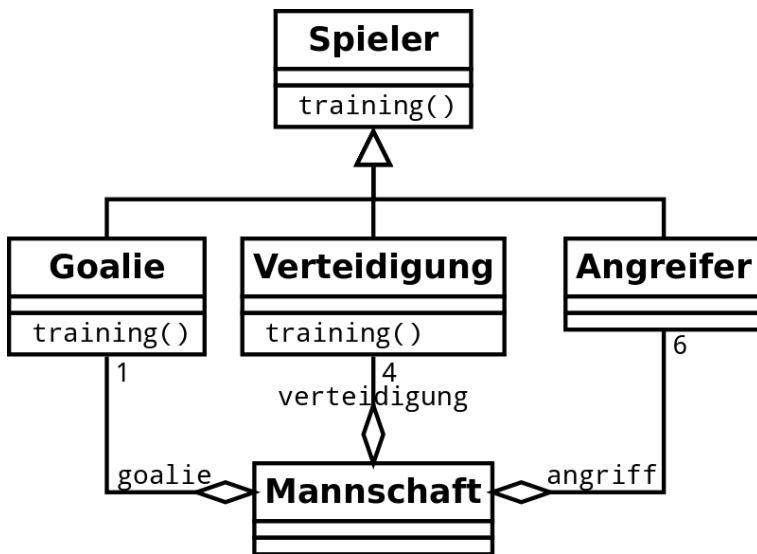 Spieler
training()
Goalie
Verteidigung
Angreifer
training()
training()
1
4
6
verteidigung
goalie
angriff
Mannschaft